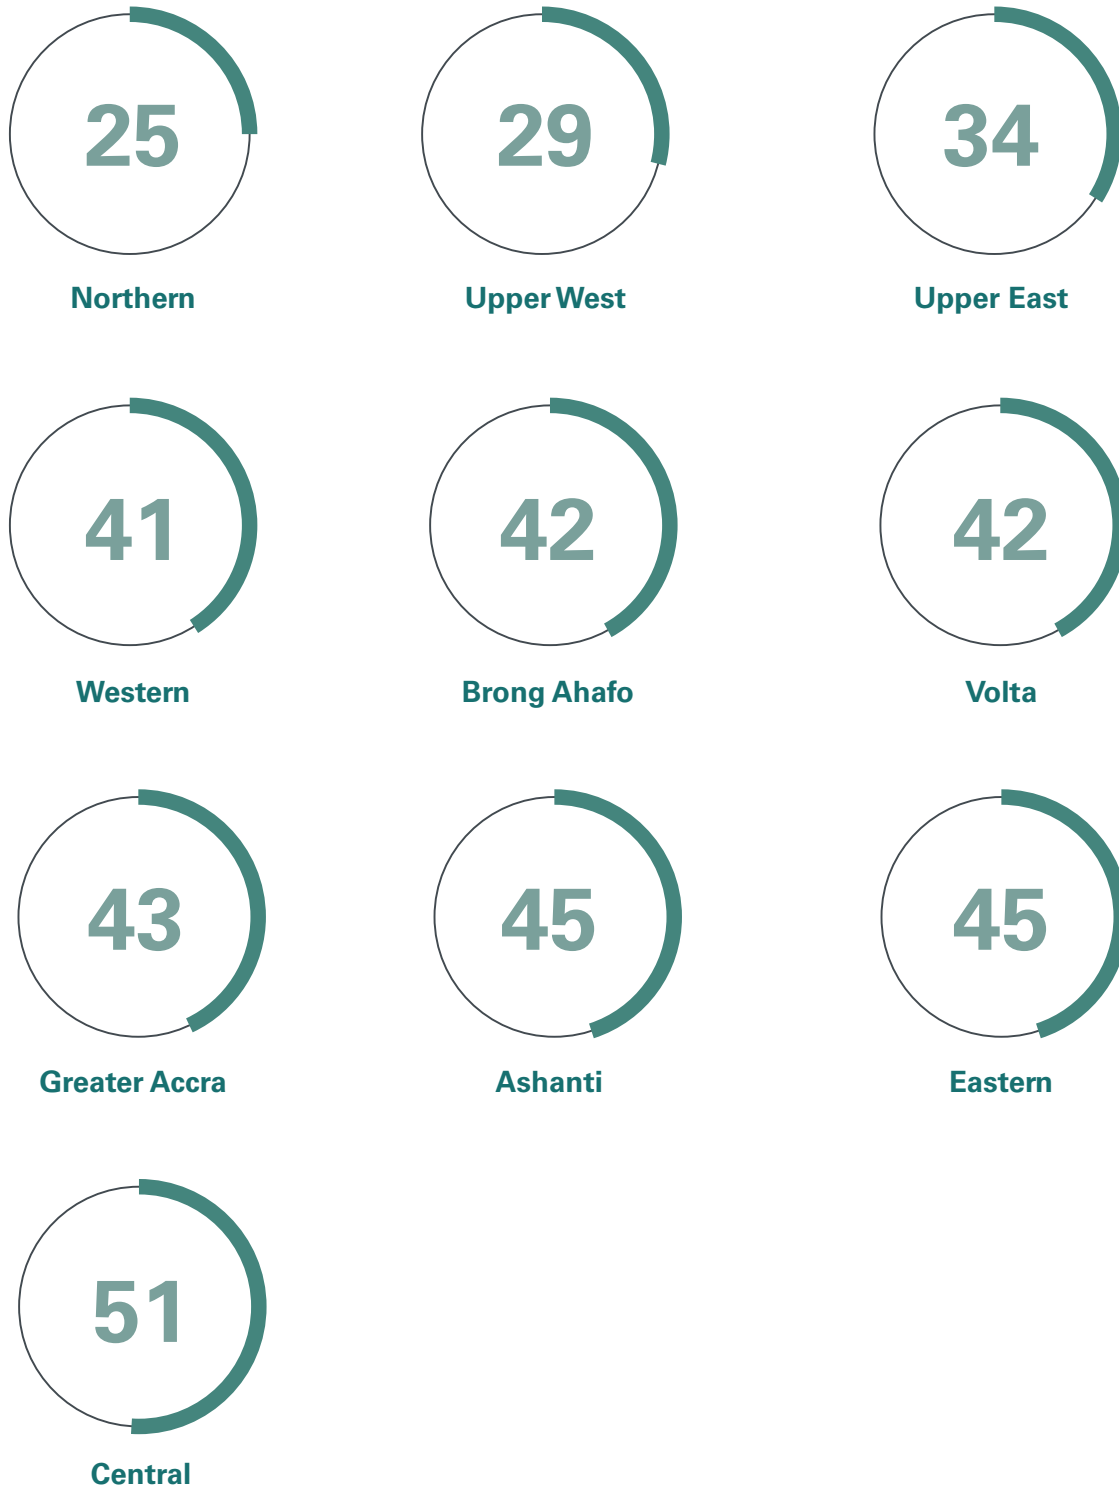 25
29
34
Northern
Upper West
Upper East
41
42
42
Western
Brong Ahafo
Volta
43
45
45
Greater Accra
Ashanti
Eastern
51
Central